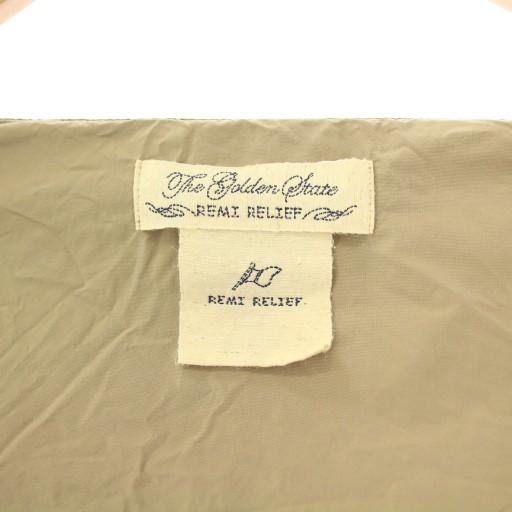 The Golden State
REMI RELIEF
REMI RELIEF